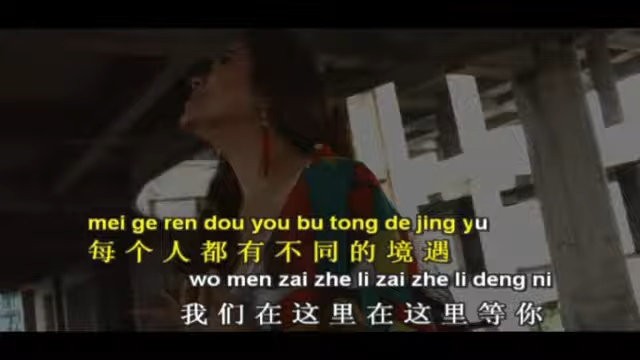 mei ge ren dou you bu tong de jing yu
每个人都有不同的境遇
wo men zai zhe li zai zhe li deng ni
我们在这里在这里等你